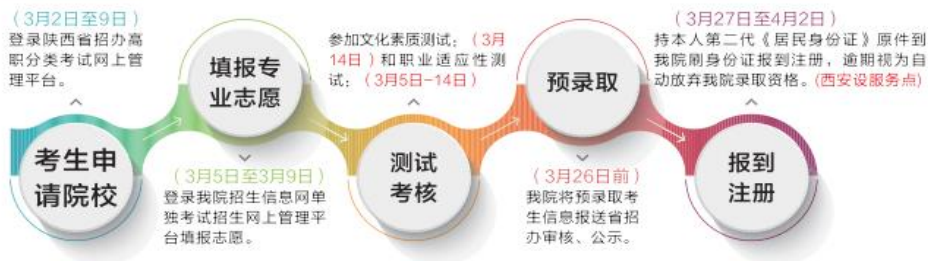 考生申
请院校
（3月2日至9日）
登录陕西省招办高
职分类考试网上管
理平台。
填报专
业志愿
（3月5日至3月9日）
登录我院招生信息网单
独考试招生网上管理平
台填报志愿。
参加文化素质测试；（3月
14日）和职业适应性测
试；（3月5日-14日）
测试
考核
预录取
（3月26日前）
我院将预录取考
生信息报送省招
办审核、公示。
（3月27日至4月2日）
持本人第二代《居民身份证》原件到
我院刷身份证报到注册，逾期视为自
动放弃我院录取资格。(西安设服务点)
报到
注册